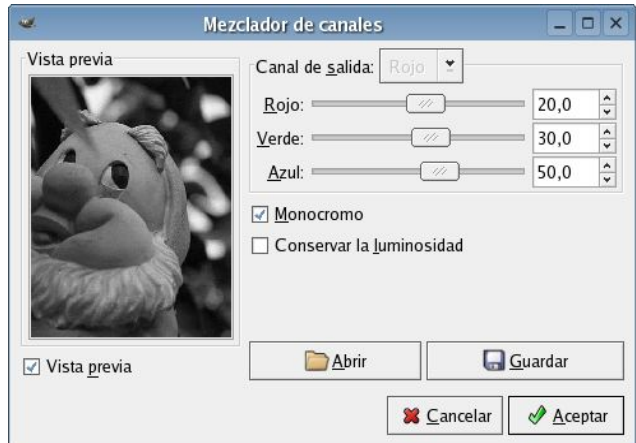 Mezclador de canales
Vista previa
Canal de salida: Rojo
Rojo: 20,0
Verde: 30,0
Azul: 50,0
Monocromo
Conservar la luminosidad
Vista previa
Abrir
Guardar
Cancelar
Aceptar